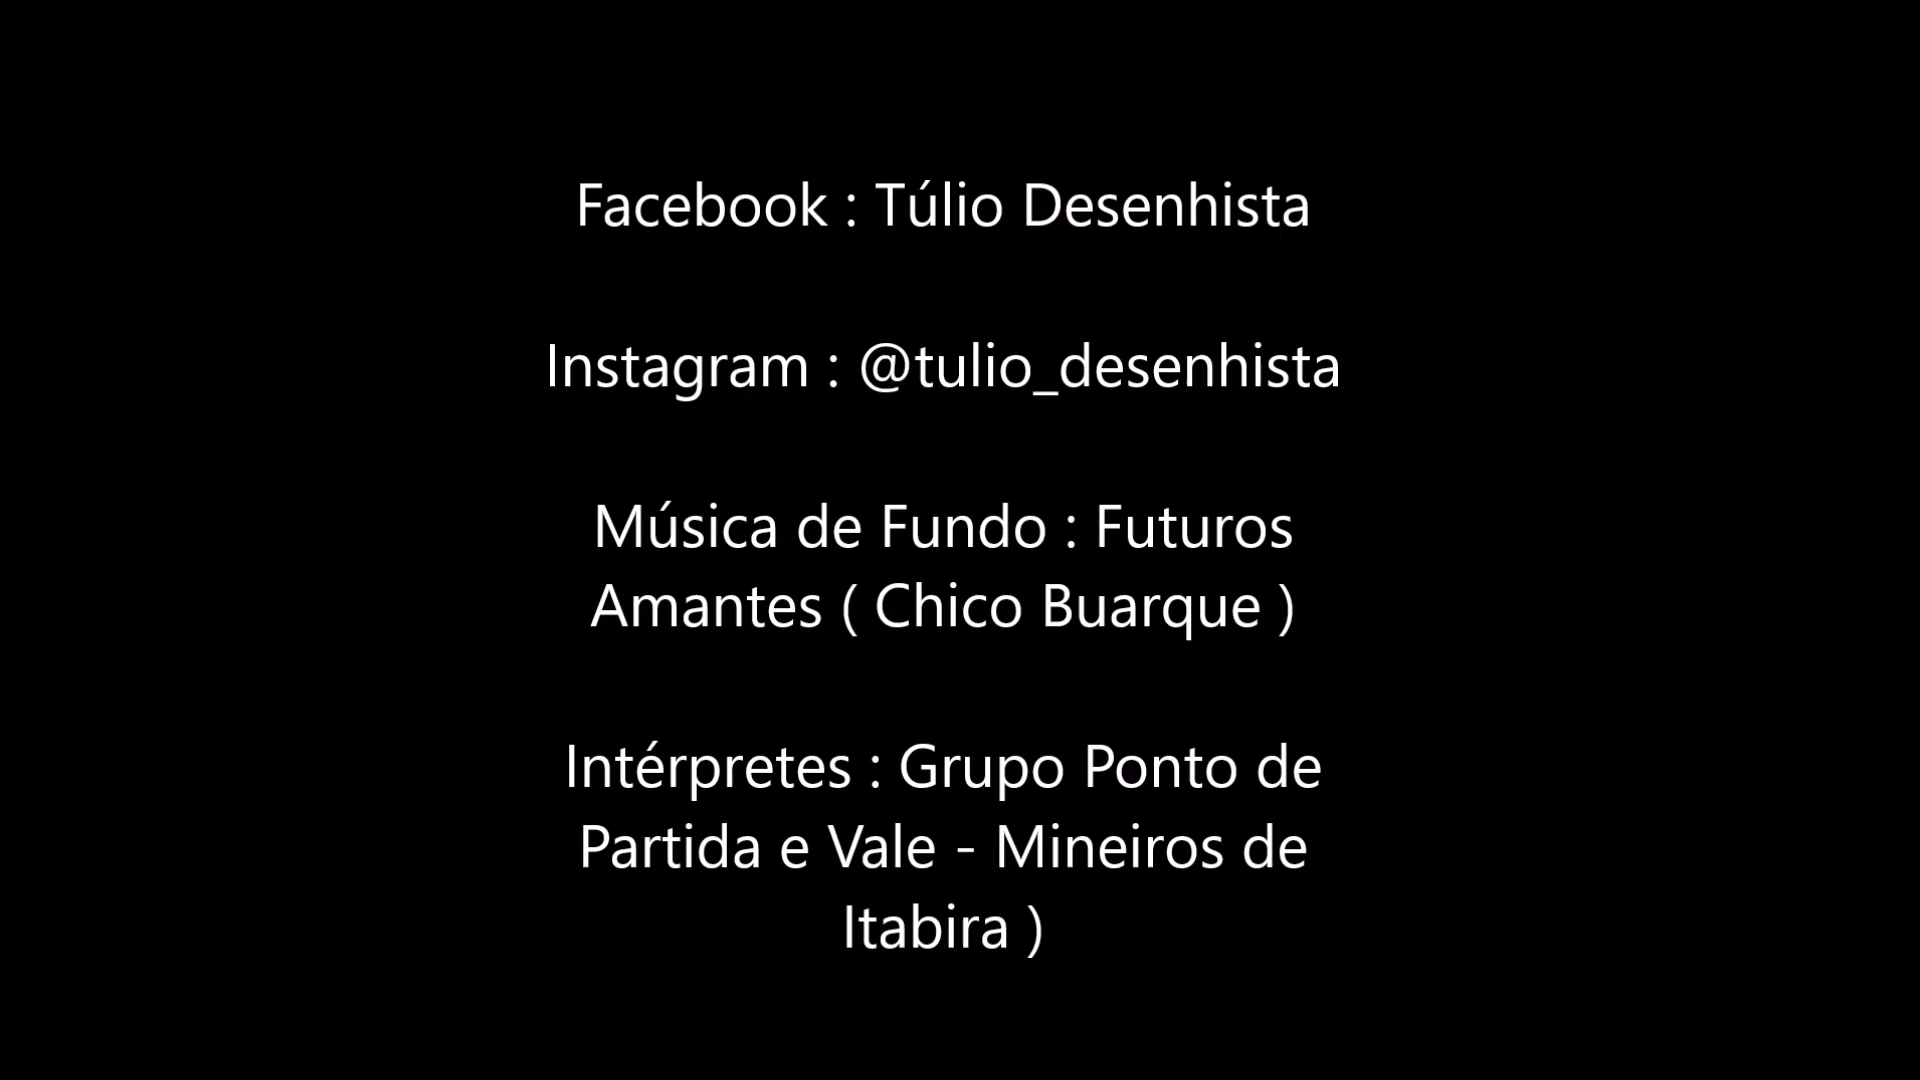 Facebook : Túlio Desenhista
Instagram : @tulio_desenhista
Música de Fundo : Futuros
Amantes ( Chico Buarque )
Intérpretes : Grupo Ponto de
Partida e Vale - Mineiros de
Itabira )